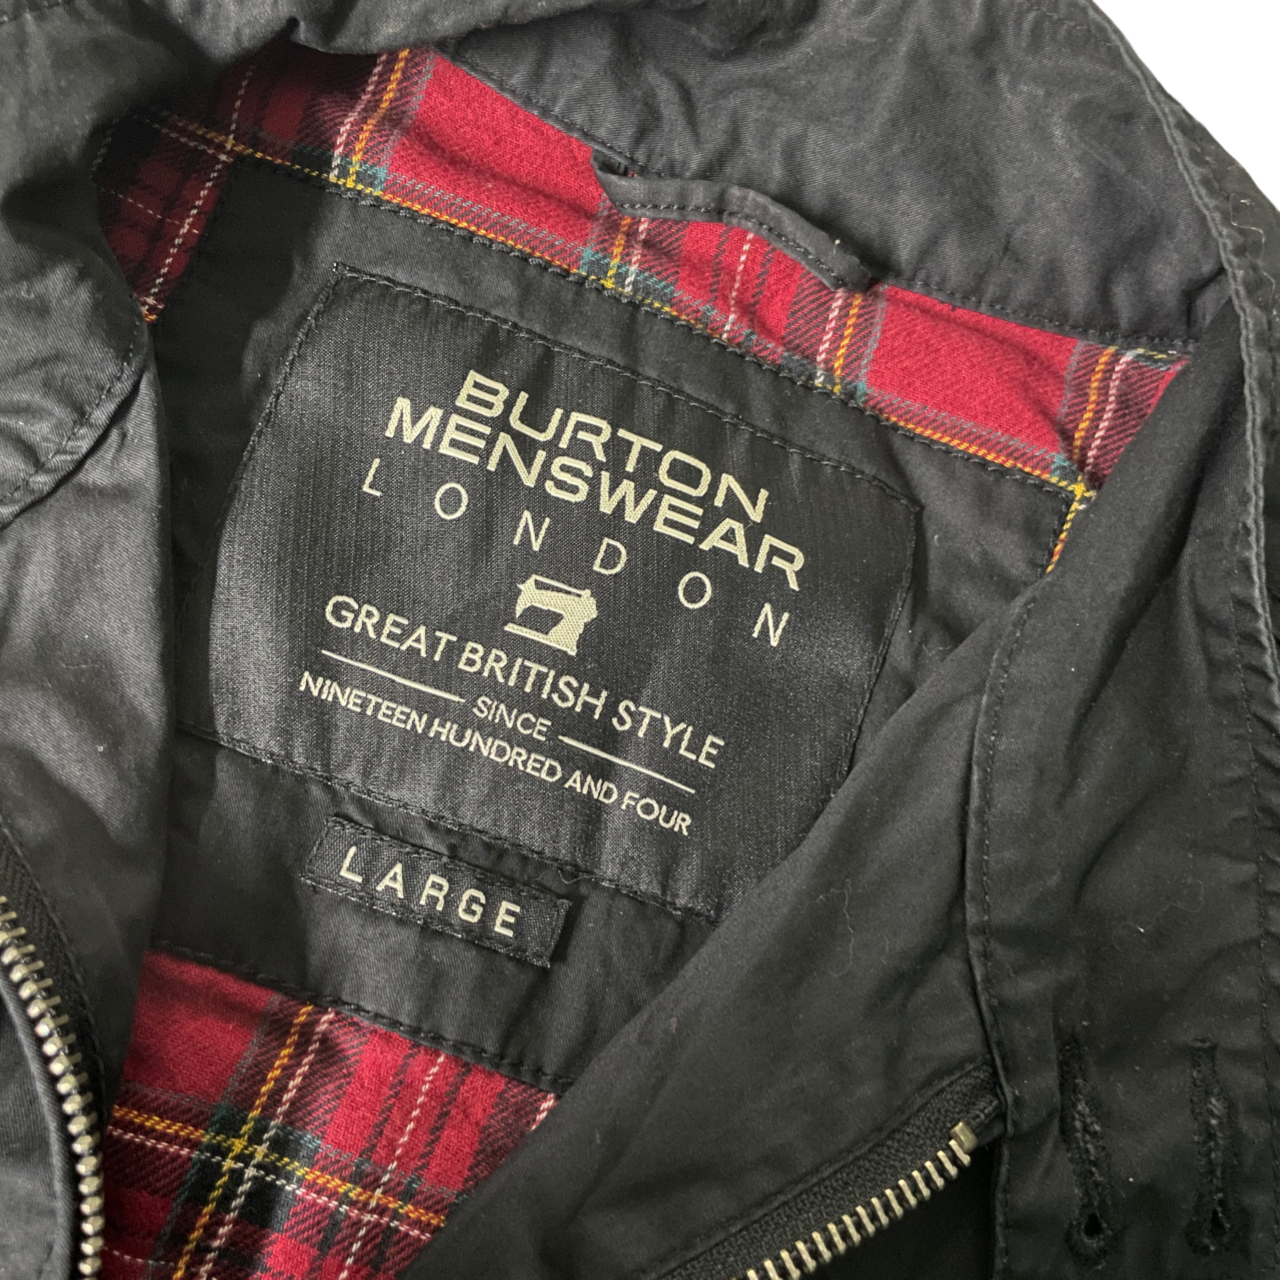 BURTON
MENSWEAR
LONDON
GREAT BRITISH STYLE
SINCE
NINETEEN HUNDRED AND FOUR
LARGE